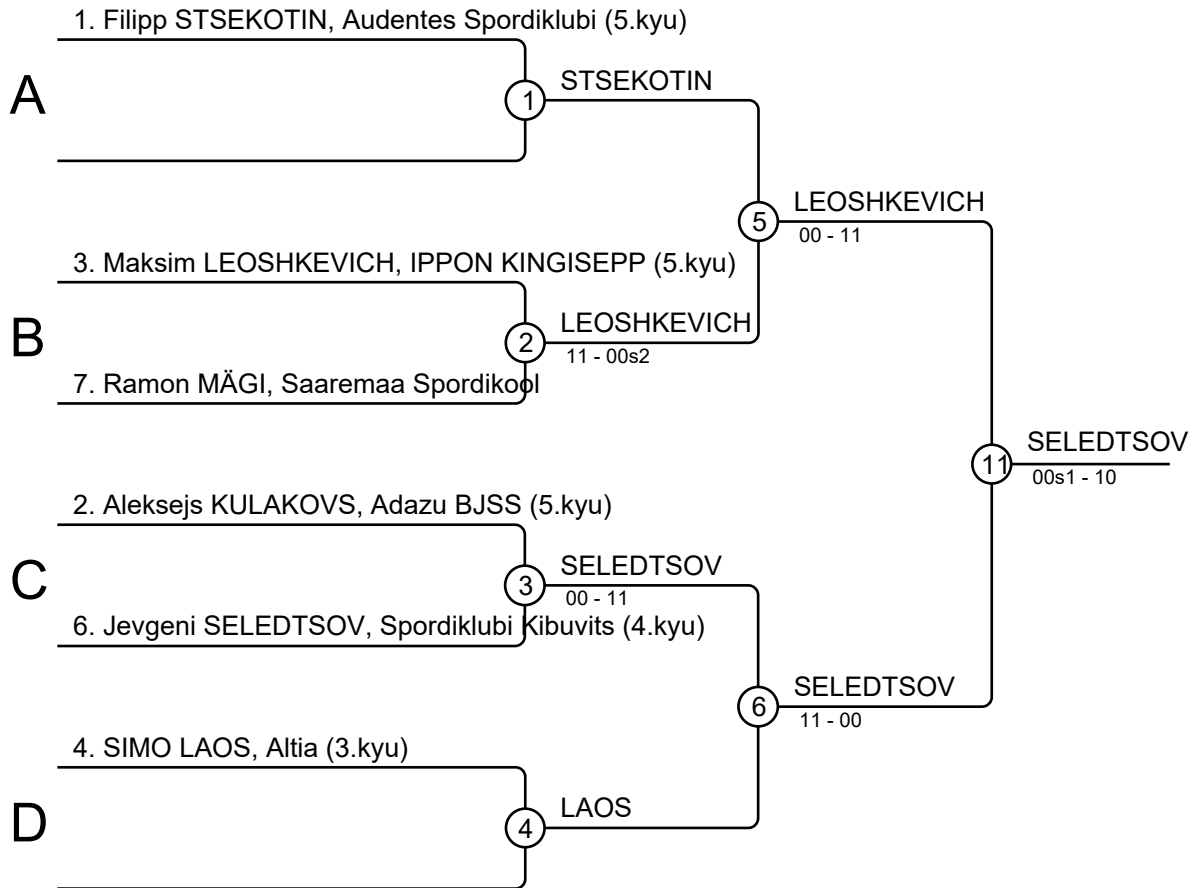 1. Filipp STSEKOTIN, Audentes Spordiklubi (5.kyu)
A
1
STSEKOTIN
5
LEOSHKEVICH
00 - 11
3. Maksim LEOSHKEVICH, IPPON KINGISEPP (5.kyu)
B
2
LEOSHKEVICH
11 - 00s2
7. Ramon MÄGI, Saaremaa Spordikool
11
SELEDTSOV
00s1 - 10
2. Aleksejs KULAKOVS, Adazu BJSS (5.kyu)
C
3
SELEDTSOV
00 - 11
6. Jevgeni SELEDTSOV, Spordiklubi Kibuvits (4.kyu)
6
SELEDTSOV
11 - 00
4. SIMO LAOS, Altia (3.kyu)
D
4
LAOS